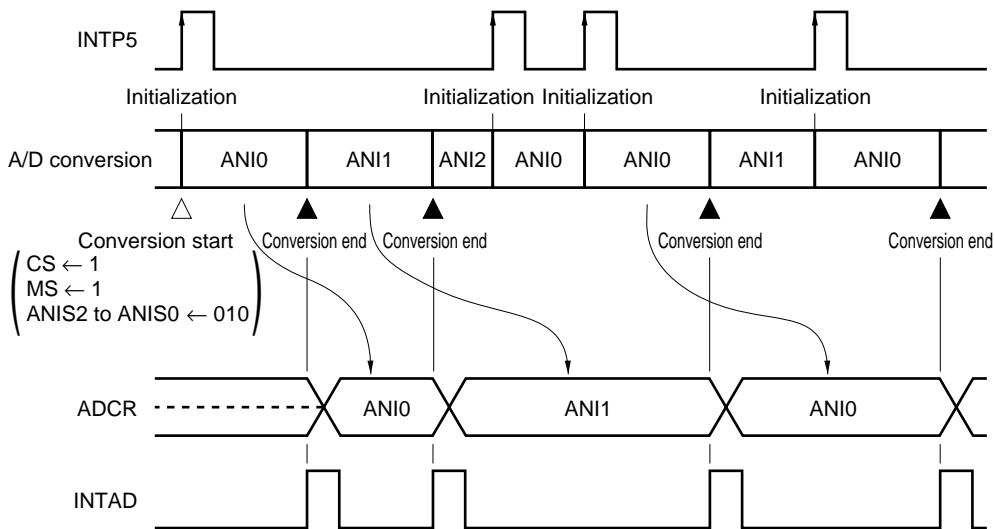 INTP5
Initialization Initialization Initialization Initialization
A/D conversion ANI0 ANI1 ANI2 ANI0 ANI0 ANI1 ANI0
Conversion start Conversion end Conversion end Conversion end Conversion end
CS ← 1
MS ← 1
ANIS2 to ANIS0 ← 010
ADCR ANI0 ANI1 ANI0
INTAD